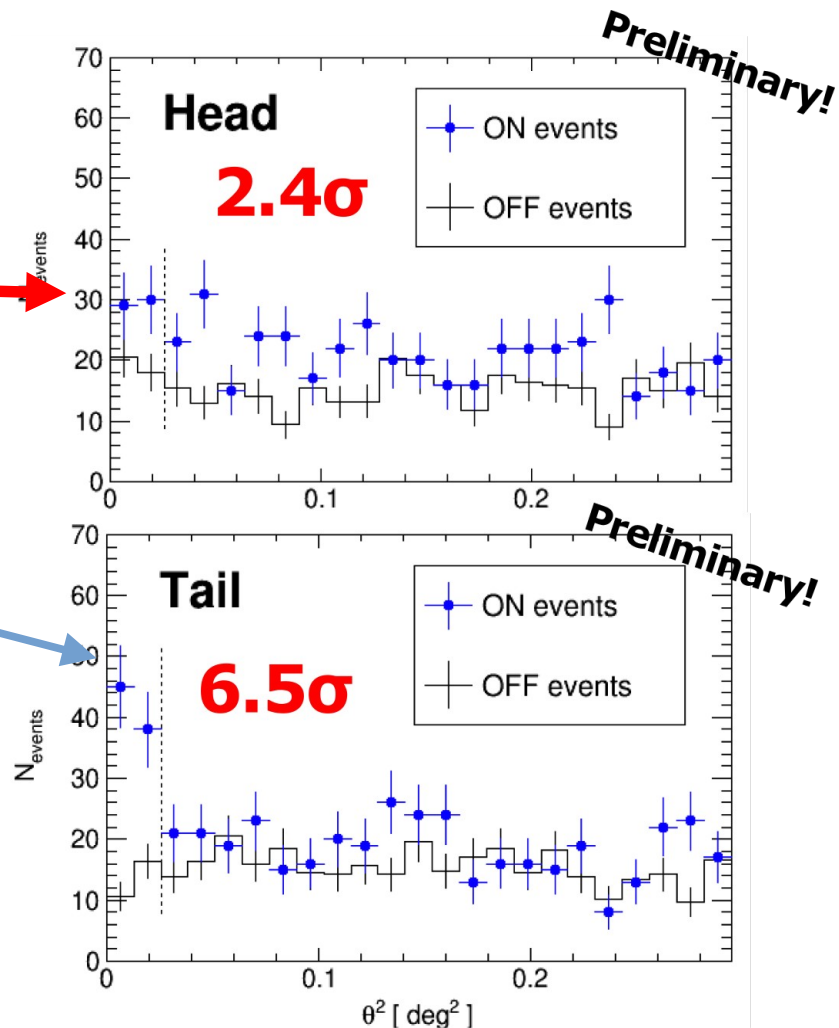 Preliminary!
70
Head
ON events
60
2.4σ
OFF events
50
40
events
30
20
10
0
0 0.1 0.2
Preliminary!
70
Tail
ON events
60
6.5σ
OFF events
50
40
N events
30
20
10
0
0 0.1 0.2
θ² [ deg² ]